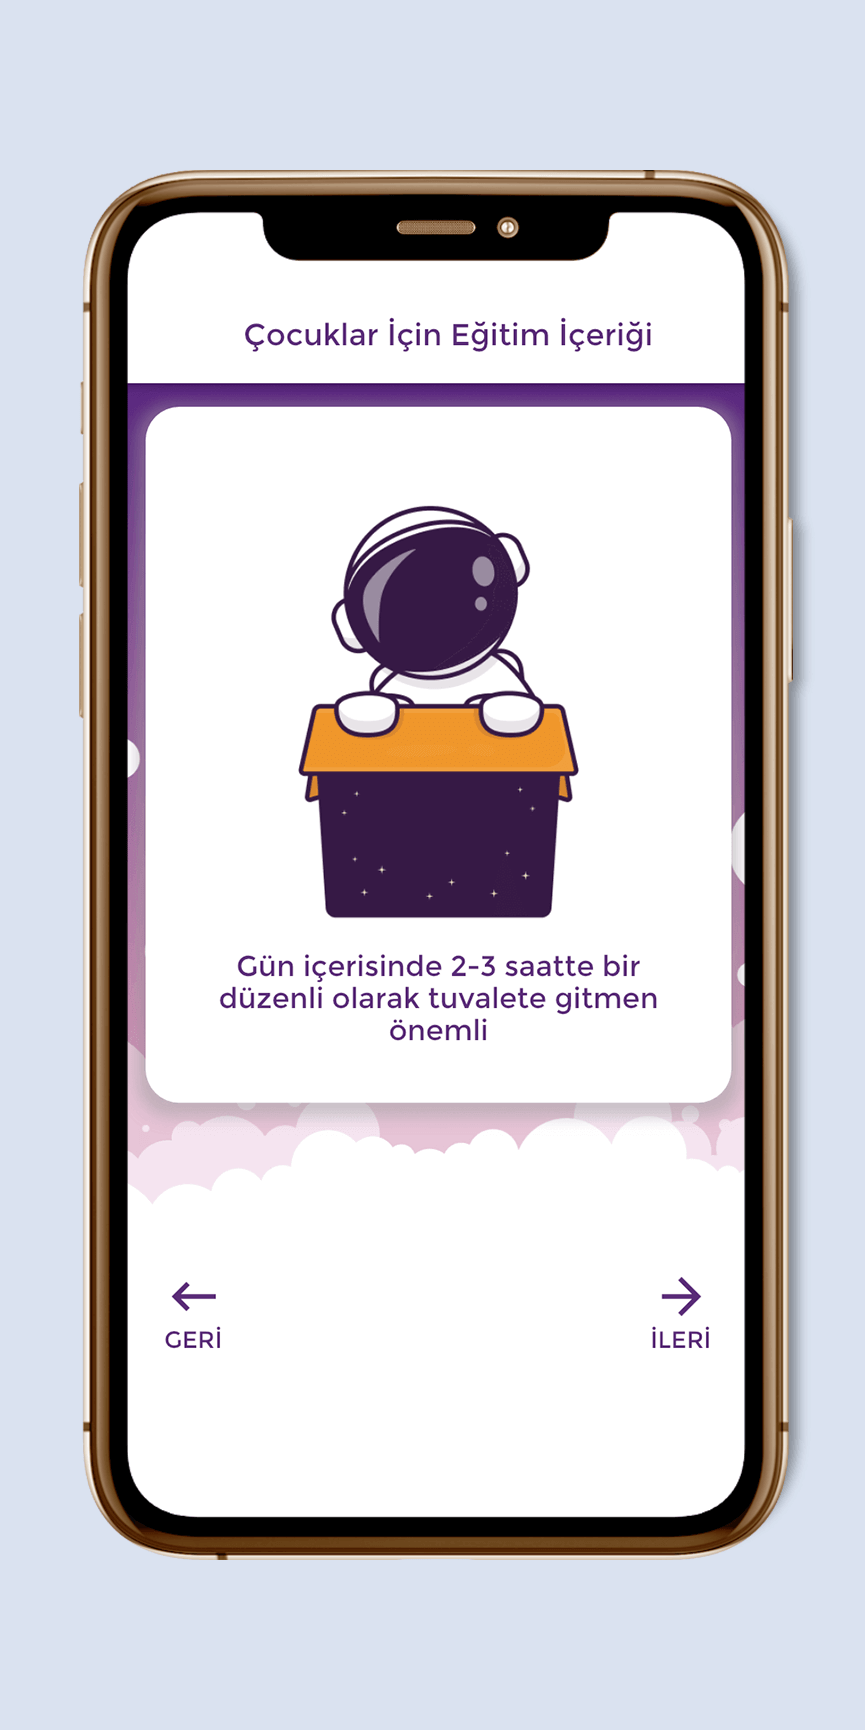 Çocuklar İçin Eğitim İçeriği
Gün içerisinde 2-3 saatte bir
düzenli olarak tuvalete gitmen
önemli
GERİ
İLERİ